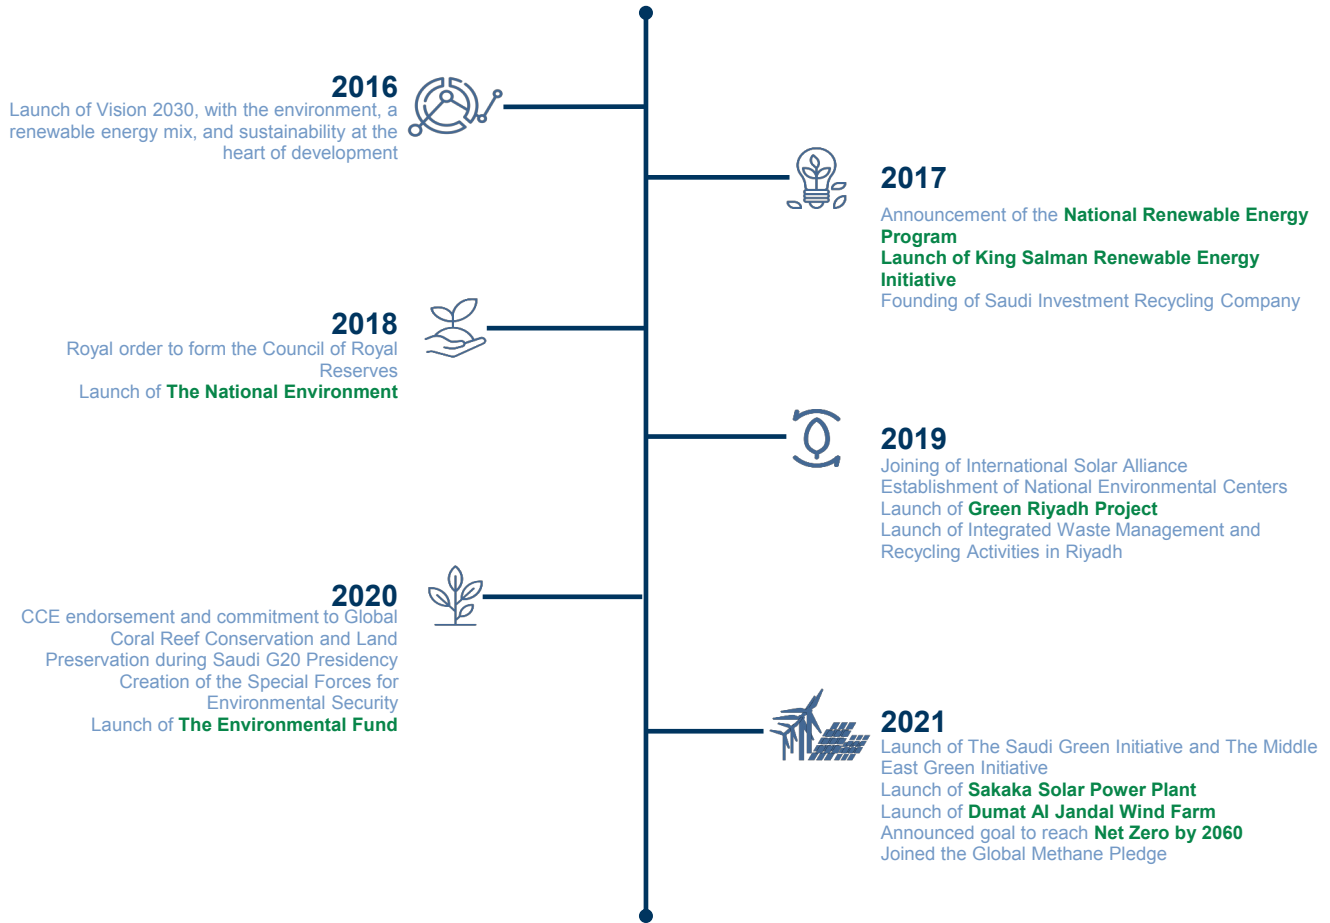 2016
Launch of Vision 2030, with the environment, a
renewable energy mix, and sustainability at the
heart of development
2017
Announcement of the National Renewable Energy
Program
Launch of King Salman Renewable Energy
Initiative
Founding of Saudi Investment Recycling Company
2018
Royal order to form the Council of Royal
Reserves
Launch of The National Environment
2019
Joining of International Solar Alliance
Establishment of National Environmental Centers
Launch of Green Riyadh Project
Launch of Integrated Waste Management and
Recycling Activities in Riyadh
2020
CCE endorsement and commitment to Global
Coral Reef Conservation and Land
Preservation during Saudi G20 Presidency
Creation of the Special Forces for
Environmental Security
Launch of The Environmental Fund
2021
Launch of The Saudi Green Initiative and The Middle
East Green Initiative
Launch of Sakaka Solar Power Plant
Launch of Dumat Al Jandal Wind Farm
Announced goal to reach Net Zero by 2060
Joined the Global Methane Pledge